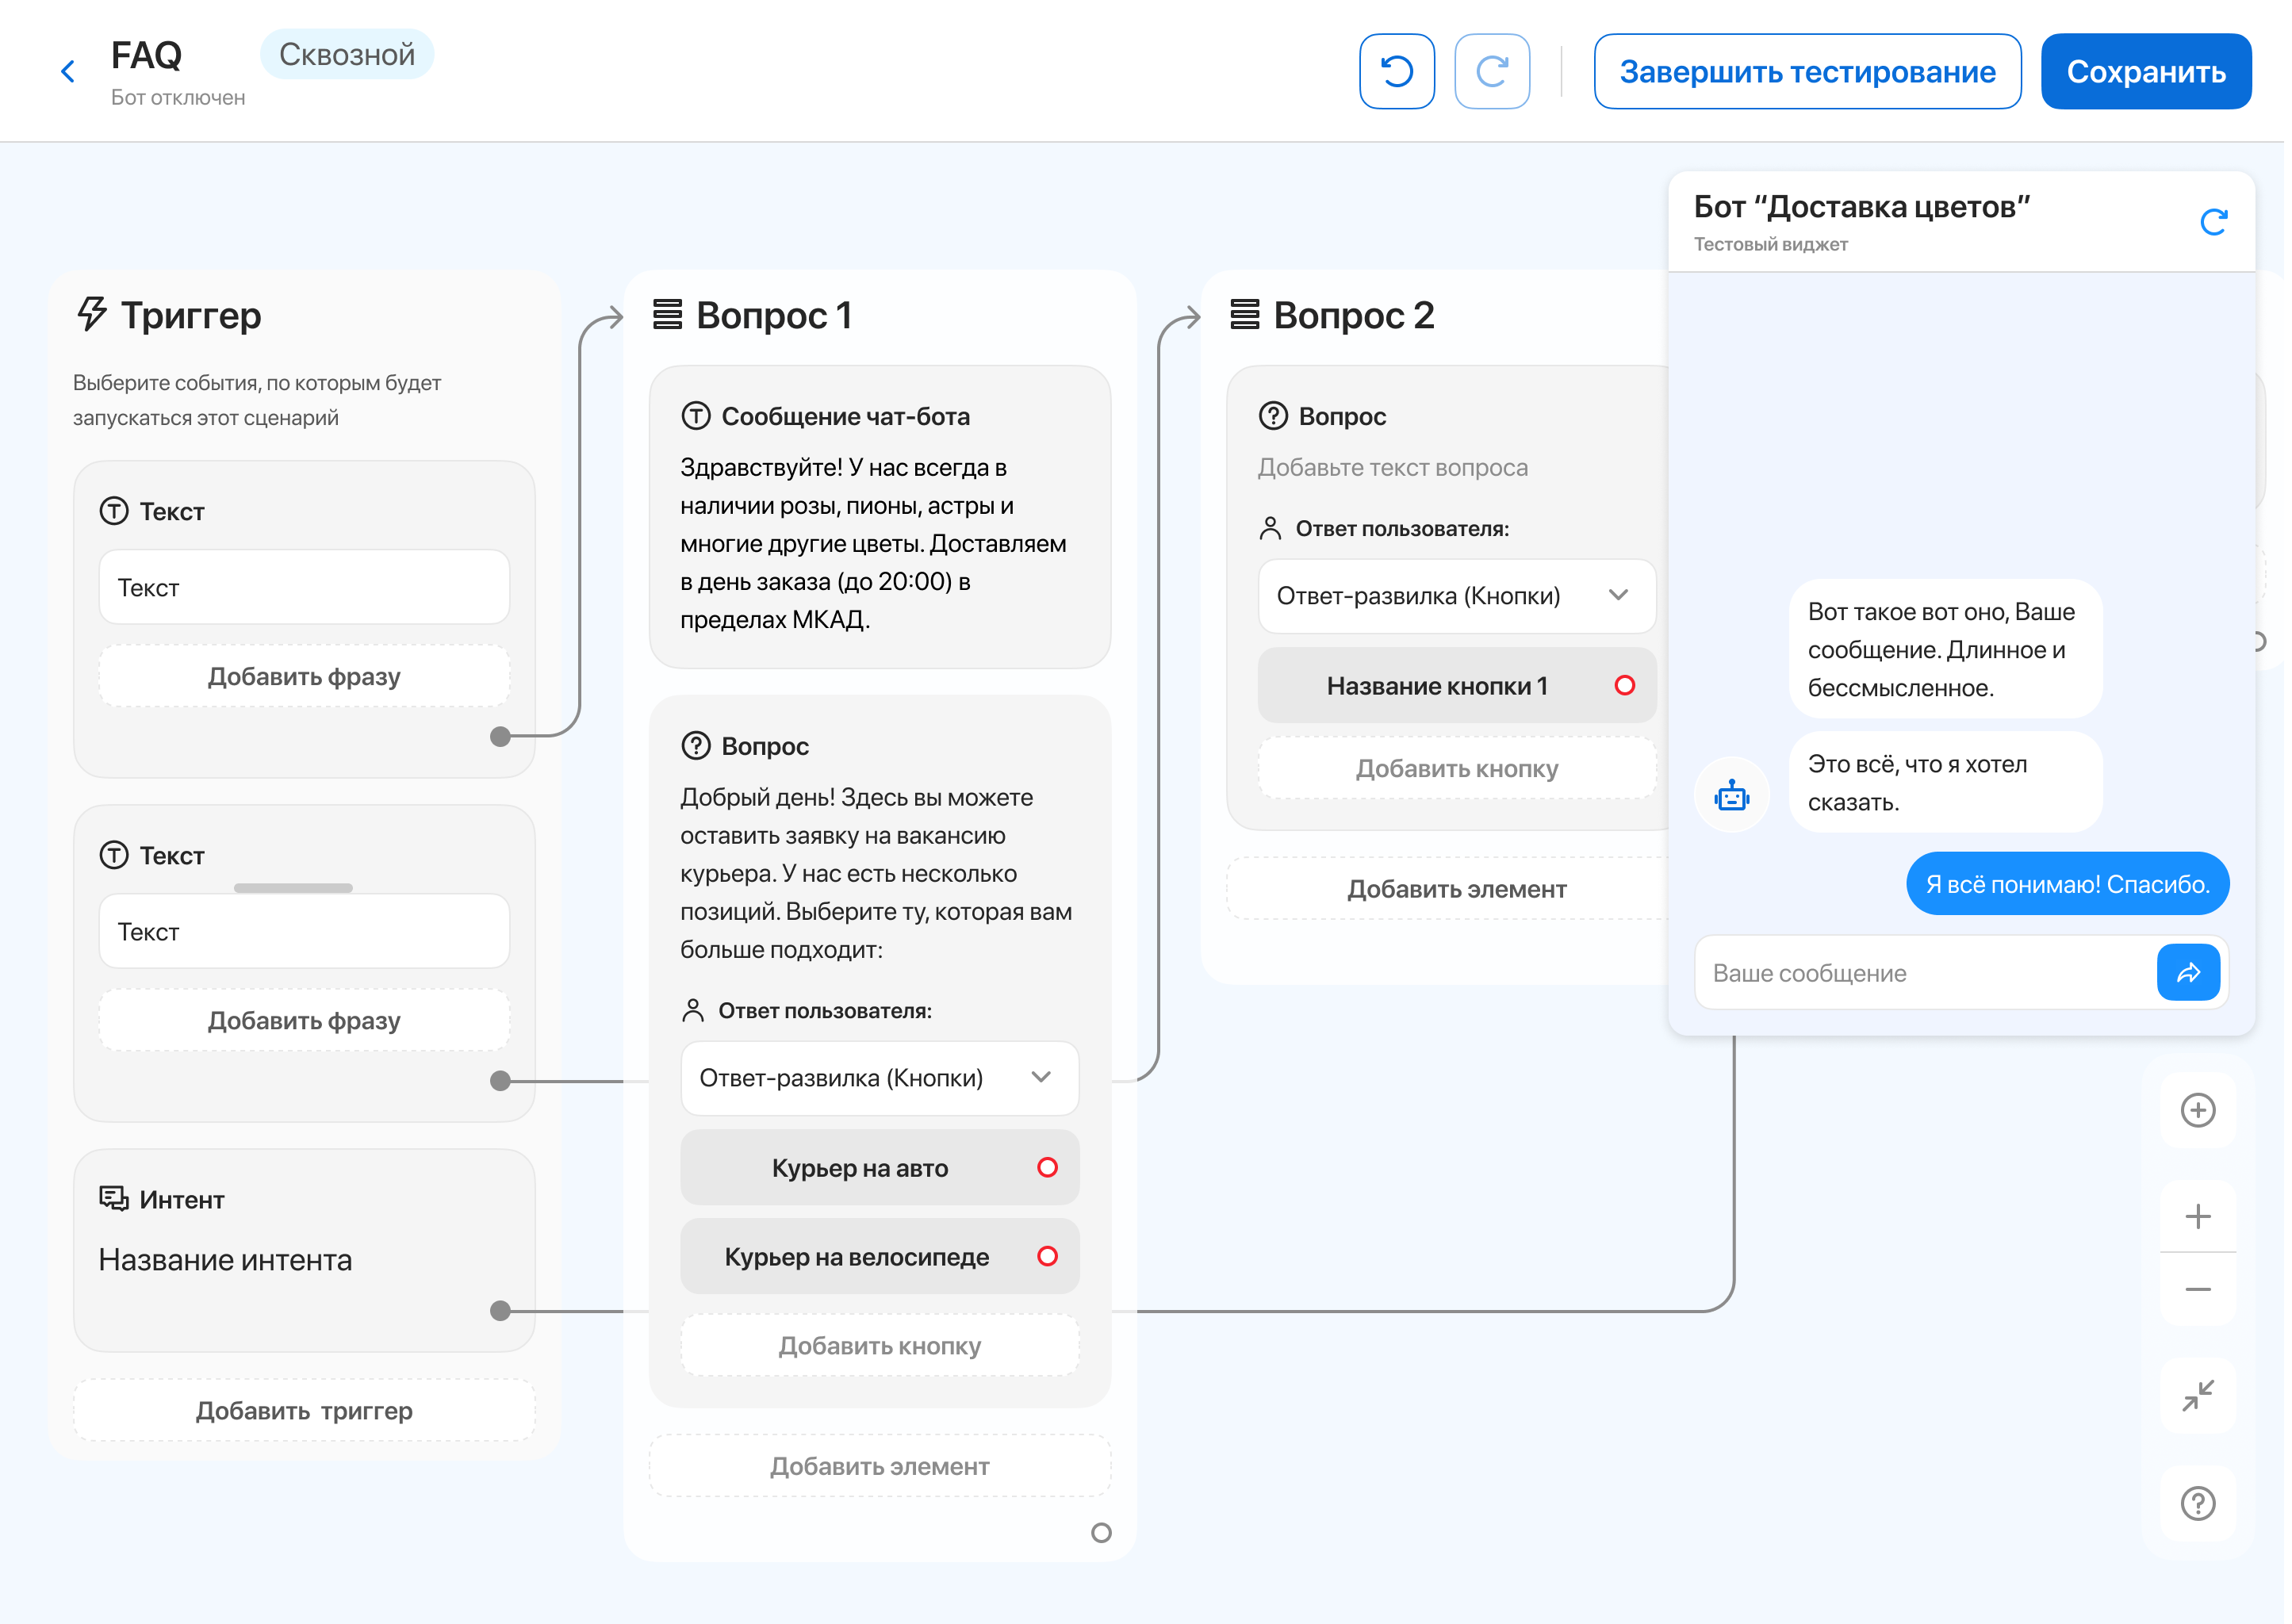 FAQ
Сквозной
Бот отключен
Завершить тестирование
Сохранить
Триггер
Выберите события, по которым будет
запускаться этот сценарий
Текст
Текст
Добавить фразу
Текст
Текст
Добавить фразу
Интент
Название интента
Добавить триггер
Вопрос 1
Сообщение чат-бота
Здравствуйте! У нас всегда в
наличии розы, пионы, астры и
многие другие цветы. Доставляем
в день заказа (до 20:00) в
пределах МКАД.
Вопрос
Добрый день! Здесь вы можете
оставить заявку на вакансию
курьера. У нас есть несколько
позиций. Выберите ту, которая вам
больше подходит:
Ответ пользователя:
Ответ-развилка (Кнопки)
Курьер на авто
Курьер на велосипеде
Добавить кнопку
Добавить элемент
Вопрос 2
Вопрос
Добавьте текст вопроса
Ответ пользователя:
Ответ-развилка (Кнопки)
Название кнопки 1
Добавить кнопку
Добавить элемент
Бот “Доставка цветов”
Тестовый виджет
Вот такое вот оно, Ваше
сообщение. Длинное и
бессмысленное.
Это всё, что я хотел
сказать.
Я всё понимаю! Спасибо.
Ваше сообщение